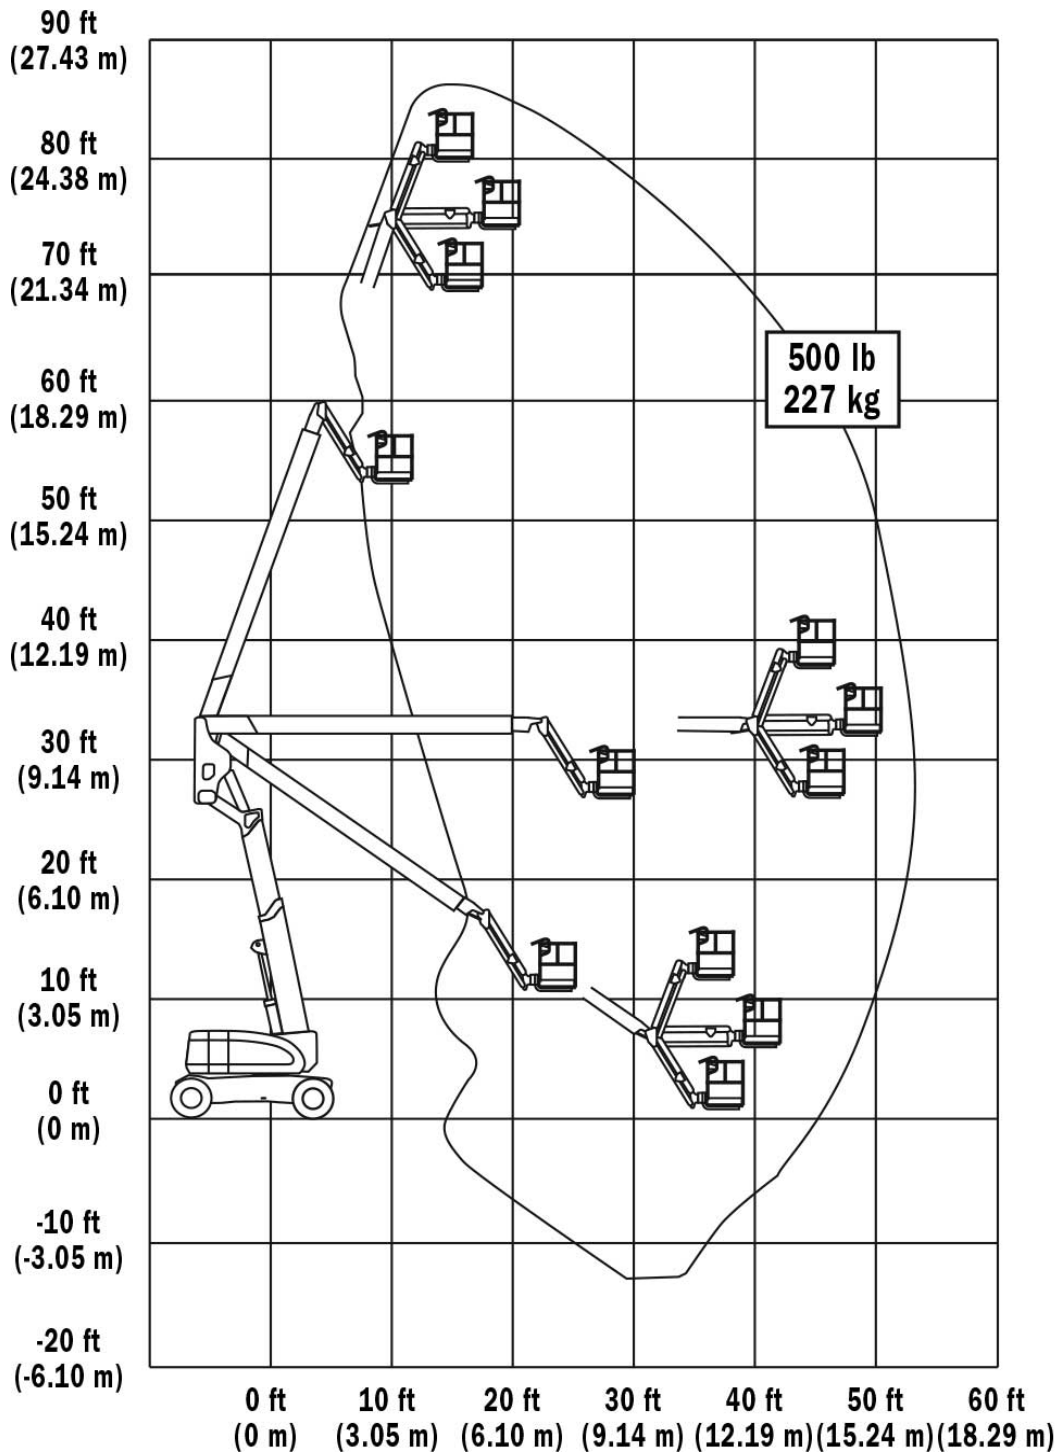 90 ft
(27.43 m)
80 ft
(24.38 m)
70 ft
(21.34 m)
500 lb
227 kg
60 ft
(18.29 m)
50 ft
(15.24 m)
40 ft
(12.19 m)
30 ft
(9.14 m)
20 ft
(6.10 m)
10 ft
(3.05 m)
0 ft
(0 m)
-10 ft
(-3.05 m)
-20 ft
(-6.10 m)
0 ft 10 ft 20 ft 30 ft 40 ft 50 ft 60 ft
(0 m) (3.05 m) (6.10 m) (9.14 m) (12.19 m) (15.24 m) (18.29 m)